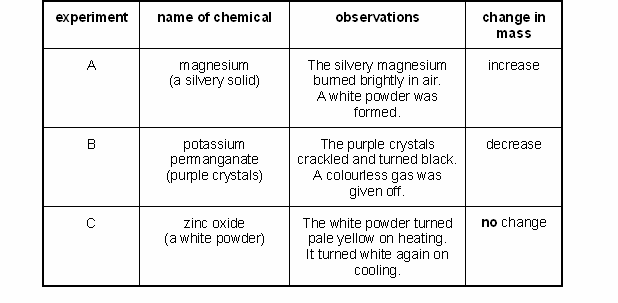 experiment name of chemical observations change in
mass
A magnesium The silvery magnesium increase
(a silvery solid) burned brightly in air.
A white powder was
formed.
B potassium The purple crystals decrease
permanganate crackled and turned black.
(purple crystals) A colourless gas was
given off.
C zinc oxide The white powder turned no change
(a white powder) pale yellow on heating.
It turned white again on
cooling.